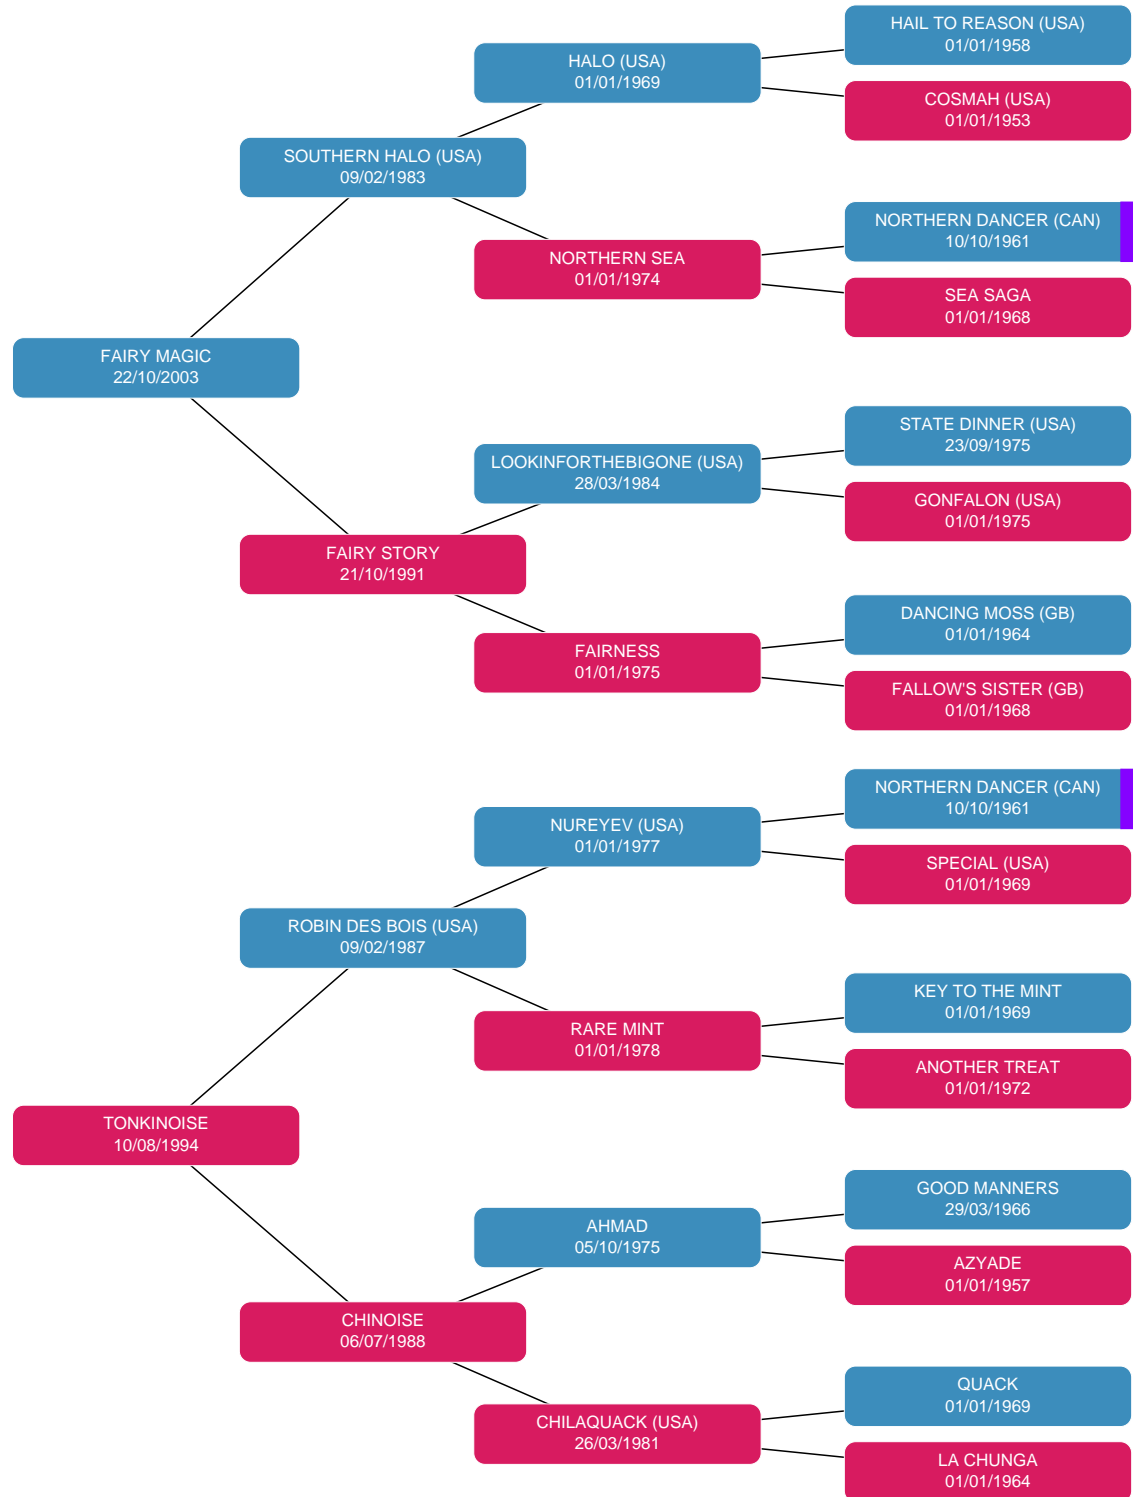 HAIL TO REASON (USA)
01/01/1958
HALO (USA)
01/01/1969
COSMAH (USA)
01/01/1953
SOUTHERN HALO (USA)
09/02/1983
NORTHERN DANCER (CAN)
10/10/1961
NORTHERN SEA
01/01/1974
SEA SAGA
01/01/1968
FAIRY MAGIC
22/10/2003
STATE DINNER (USA)
23/09/1975
LOOKINFORTHEBIGONE (USA)
28/03/1984
GONFALON (USA)
01/01/1975
FAIRY STORY
21/10/1991
DANCING MOSS (GB)
01/01/1964
FAIRNESS
01/01/1975
FALLOW'S SISTER (GB)
01/01/1968
NORTHERN DANCER (CAN)
10/10/1961
NUREYEV (USA)
01/01/1977
SPECIAL (USA)
01/01/1969
ROBIN DES BOIS (USA)
09/02/1987
KEY TO THE MINT
01/01/1969
RARE MINT
01/01/1978
ANOTHER TREAT
01/01/1972
TONKINOISE
10/08/1994
GOOD MANNERS
29/03/1966
AHMAD
05/10/1975
AZYADE
01/01/1957
CHINOISE
06/07/1988
QUACK
01/01/1969
CHILAQUACK (USA)
26/03/1981
LA CHUNGA
01/01/1964